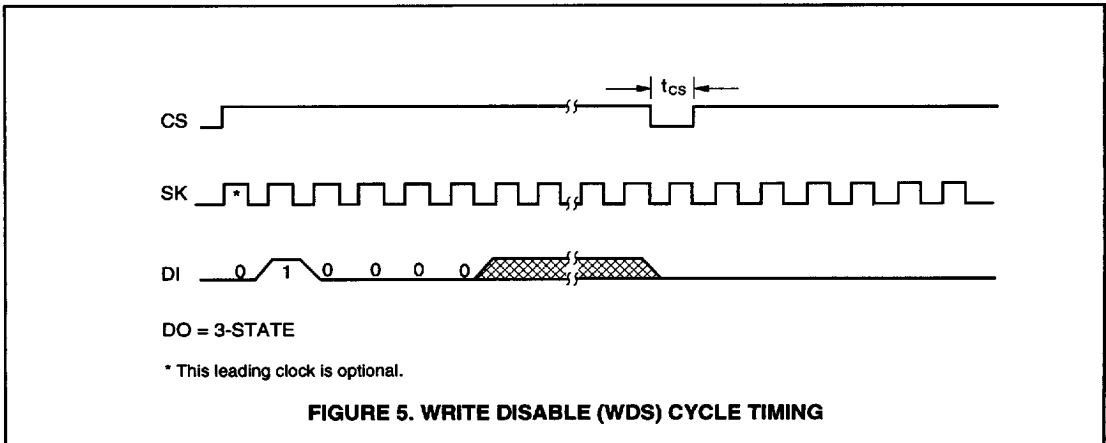 tCS
CS
SK *
DI 0 1 0 0 0 0
DO = 3-STATE
* This leading clock is optional.
FIGURE 5. WRITE DISABLE (WDS) CYCLE TIMING